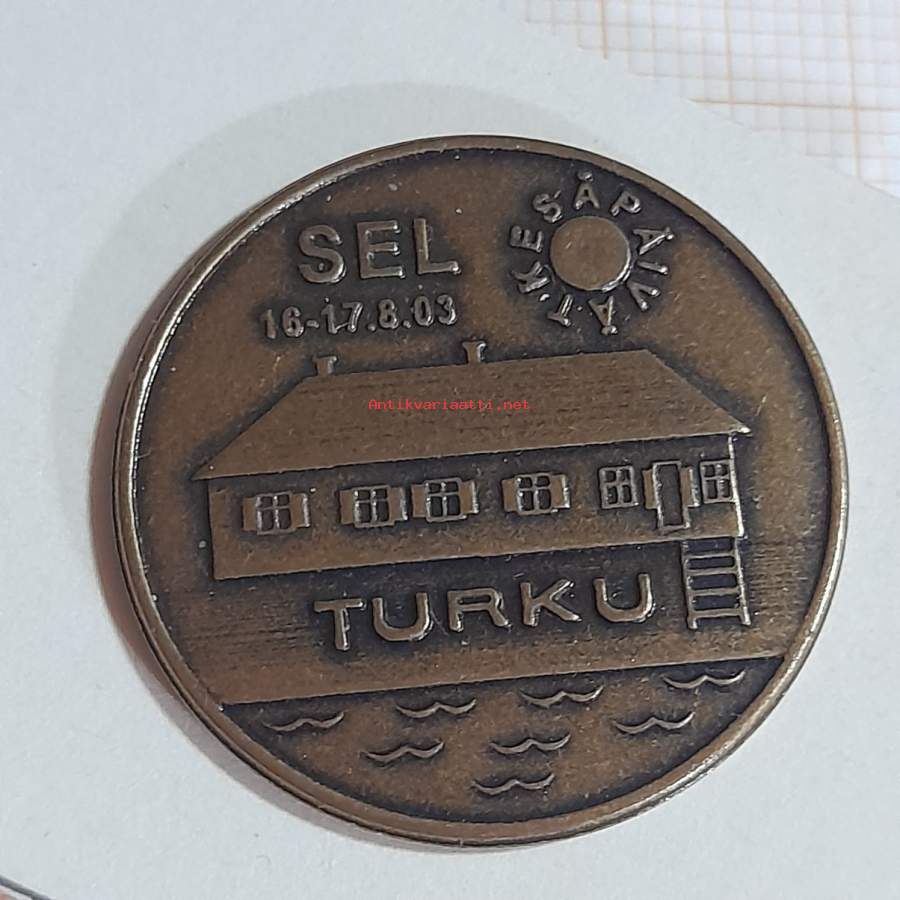 SEL
KESÄPÄIVÄT
16-17.8.03
Antikvariaatti.net
TURKU